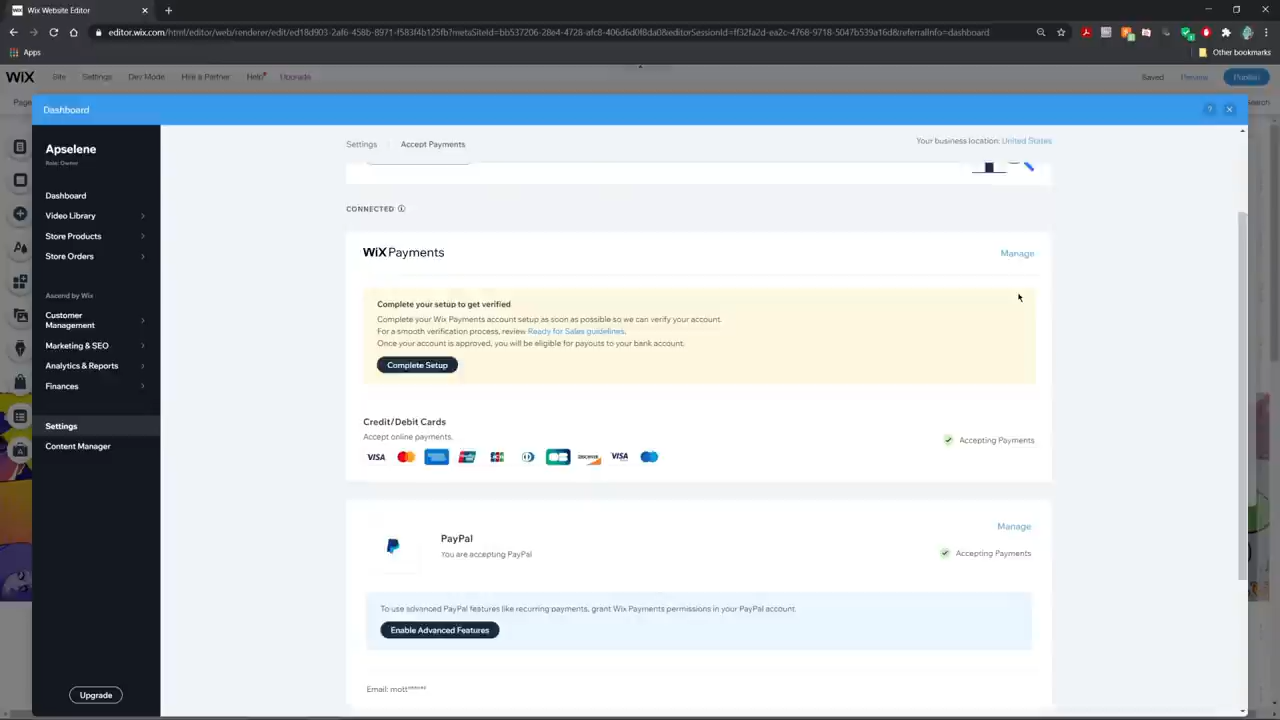 Wix Website Editor
editor.wix.com/html/editor/web/renderer/edit/ed18d903-2af6-458b-8971-f583f4b125fb?metaSiteId=bb537206-28e4-4728-afc8-406d6d0f8da0&editorSessionId=ff32fa2d-ea2c-4768-9718-5047b539a16d&referralInfo=dashboard
Apps
Other bookmarks
WiX Site Settings Dev Mode Hire a Partner Help Upgrade Saved Preview Publish
Dashboard
?
Apselene
Role: Owner
Dashboard
Video Library
Store Products
Store Orders
Ascend by Wix
Customer
Management
Marketing & SEO
Analytics & Reports
Finances
Settings
Content Manager
Upgrade
Settings Accept Payments
Your business location: United States
CONNECTED
WiX Payments
Manage
Complete your setup to get verified
Complete your Wix Payments account setup as soon as possible so we can verify your account.
For a smooth verification process, review Ready for Sales guidelines.
Once your account is approved, you will be eligible for payouts to your bank account.
Complete Setup
Credit/Debit Cards
Accept online payments.
Accepting Payments
VISA JCB DISCOVER VISA
Manage
PayPal
You are accepting PayPal
Accepting Payments
To use advanced PayPal features like recurring payments, grant Wix Payments permissions in your PayPal account.
Enable Advanced Features
Email: mott*****